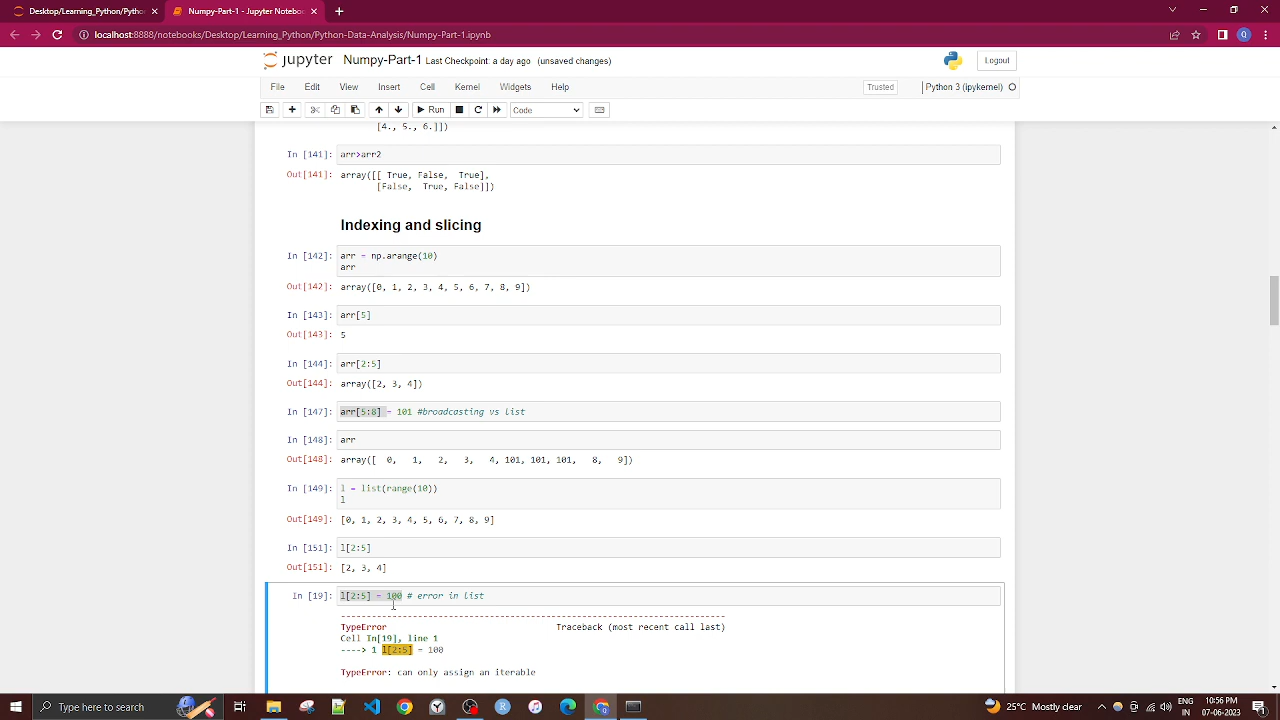 Desktop/Learning_Python/Python-
Numpy-Part-1 - Jupyter Noteboo
localhost:8888/notebooks/Desktop/Learning_Python/Python-Data-Analysis/Numpy-Part-1.ipynb
jupyter Numpy-Part-1 Last Checkpoint: a day ago (unsaved changes)
Logout
File Edit View Insert Cell Kernel Widgets Help
Trusted
Python 3 (ipykernel)
Run
Code
[4., 5., 6.]])
In [141]: arr>arr2
Out[141]: array([[ True, False,  True],
[False,  True, False]])
Indexing and slicing
In [142]: arr = np.arange(10)
arr
Out[142]: array([0, 1, 2, 3, 4, 5, 6, 7, 8, 9])
In [143]: arr[5]
Out[143]: 5
In [144]: arr[2:5]
Out[144]: array([2, 3, 4])
In [147]: arr[5:8] = 101 #broadcasting vs list
In [148]: arr
Out[148]: array([  0,   1,   2,   3,   4, 101, 101, 101,   8,   9])
In [149]: l = list(range(10))
l
Out[149]: [0, 1, 2, 3, 4, 5, 6, 7, 8, 9]
In [151]: l[2:5]
Out[151]: [2, 3, 4]
In [19]: l[2:5] = 100 # error in list
---------------------------------------------------------------------------
TypeError                                 Traceback (most recent call last)
Cell In[19], line 1
----> 1 l[2:5] = 100
TypeError: can only assign an iterable
Type here to search
25°C Mostly clear
ENG
IN
10:56 PM
07-06-2023